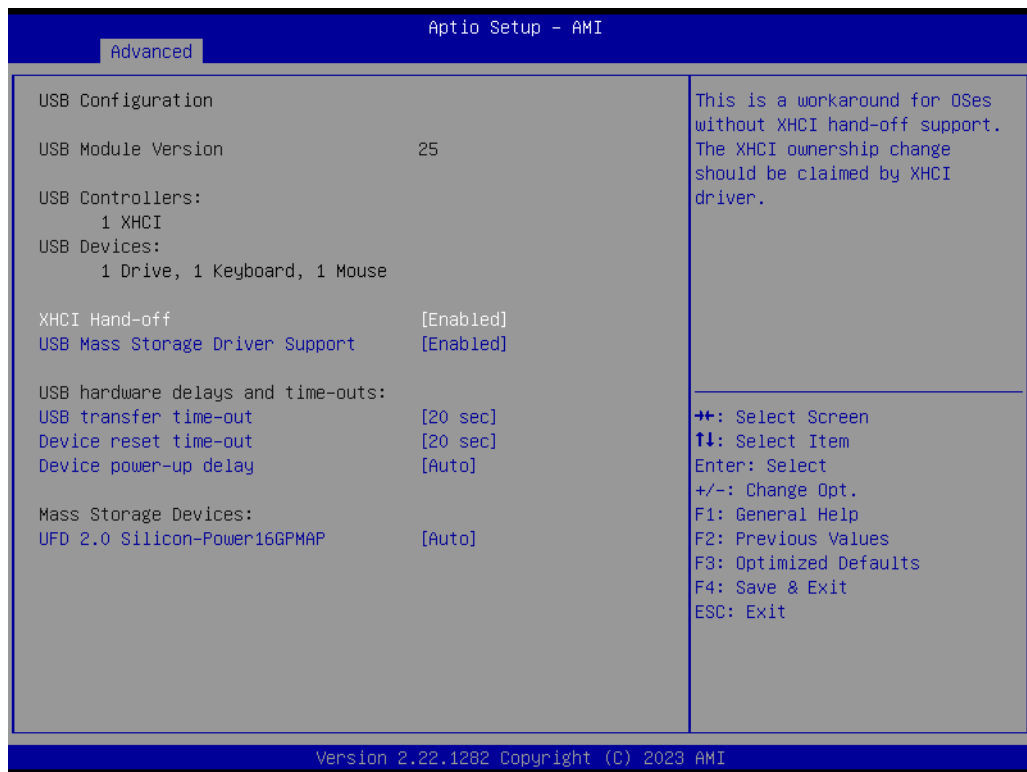 Aptio Setup – AMI
Advanced
USB Configuration
USB Module Version 25
USB Controllers:
1 XHCI
USB Devices:
1 Drive, 1 Keyboard, 1 Mouse
XHCI Hand-off [Enabled]
USB Mass Storage Driver Support [Enabled]
USB hardware delays and time-outs:
USB transfer time-out [20 sec]
Device reset time-out [20 sec]
Device power-up delay [Auto]
Mass Storage Devices:
UFD 2.0 Silicon-Power16GPMAP [Auto]
This is a workaround for OSes
without XHCI hand-off support.
The XHCI ownership change
should be claimed by XHCI
driver.
→←: Select Screen
↑↓: Select Item
Enter: Select
+/-: Change Opt.
F1: General Help
F2: Previous Values
F3: Optimized Defaults
F4: Save & Exit
ESC: Exit
Version 2.22.1282 Copyright (C) 2023 AMI